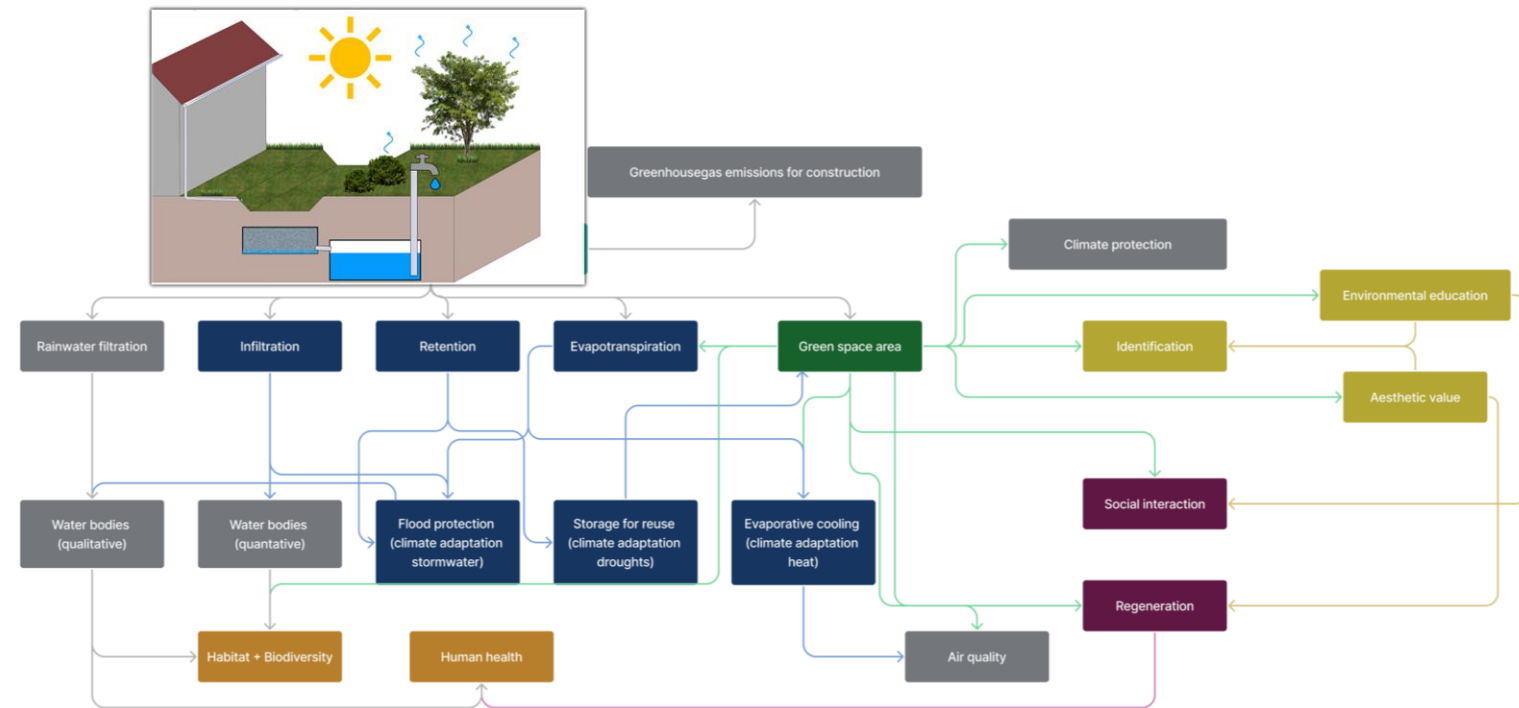 Greenhousegas emissions for construction
Climate protection
Environmental education
Rainwater filtration
Infiltration
Retention
Evapotranspiration
Green space area
Identification
Aesthetic value
Social interaction
Water bodies
(qualitative)
Water bodies
(quantative)
Flood protection
(climate adaptation
stormwater)
Storage for reuse
(climate adaptation
droughts)
Evaporative cooling
(climate adaptation
heat)
Regeneration
Habitat + Biodiversity
Human health
Air quality